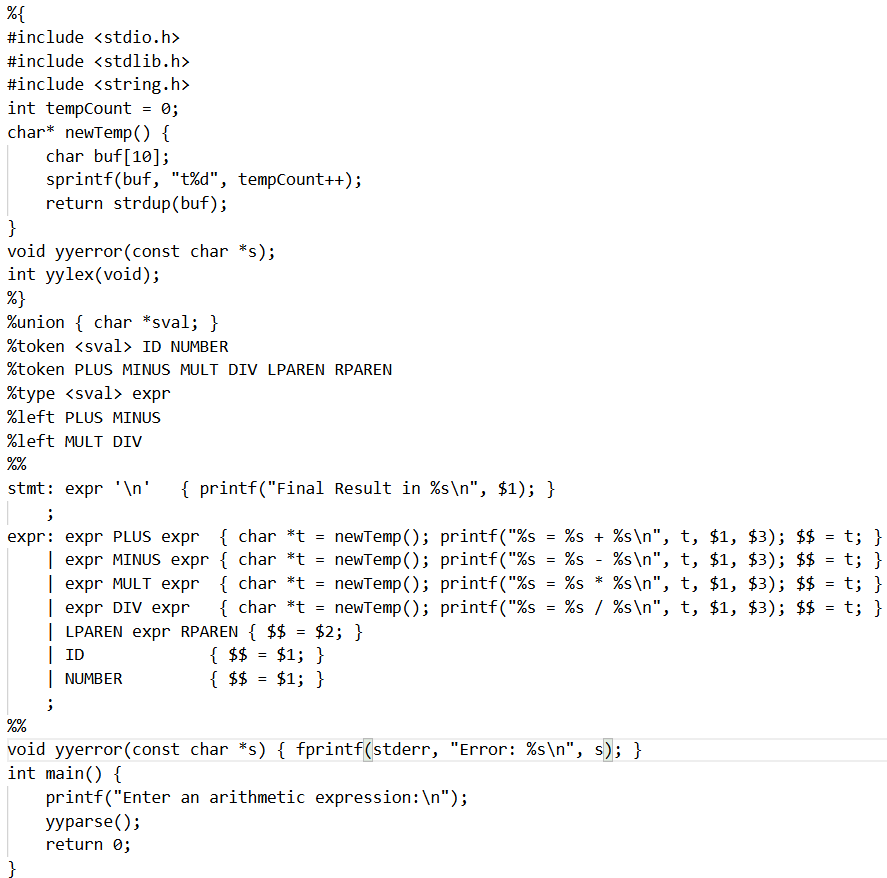 %{
#include <stdio.h>
#include <stdlib.h>
#include <string.h>
int tempCount = 0;
char* newTemp() {
    char buf[10];
    sprintf(buf, "t%d", tempCount++);
    return strdup(buf);
}
void yyerror(const char *s);
int yylex(void);
%}
%union { char *sval; }
%token <sval> ID NUMBER
%token PLUS MINUS MULT DIV LPAREN RPAREN
%type <sval> expr
%left PLUS MINUS
%left MULT DIV
%%
stmt: expr '\n'   { printf("Final Result in %s\n", $1); }
    ;
expr: expr PLUS expr  { char *t = newTemp(); printf("%s = %s + %s\n", t, $1, $3); $$ = t; }
    | expr MINUS expr { char *t = newTemp(); printf("%s = %s - %s\n", t, $1, $3); $$ = t; }
    | expr MULT expr  { char *t = newTemp(); printf("%s = %s * %s\n", t, $1, $3); $$ = t; }
    | expr DIV expr   { char *t = newTemp(); printf("%s = %s / %s\n", t, $1, $3); $$ = t; }
    | LPAREN expr RPAREN { $$ = $2; }
    | ID             { $$ = $1; }
    | NUMBER         { $$ = $1; }
    ;
%%
void yyerror(const char *s) { fprintf(stderr, "Error: %s\n", s); }
int main() {
    printf("Enter an arithmetic expression:\n");
    yyparse();
    return 0;
}